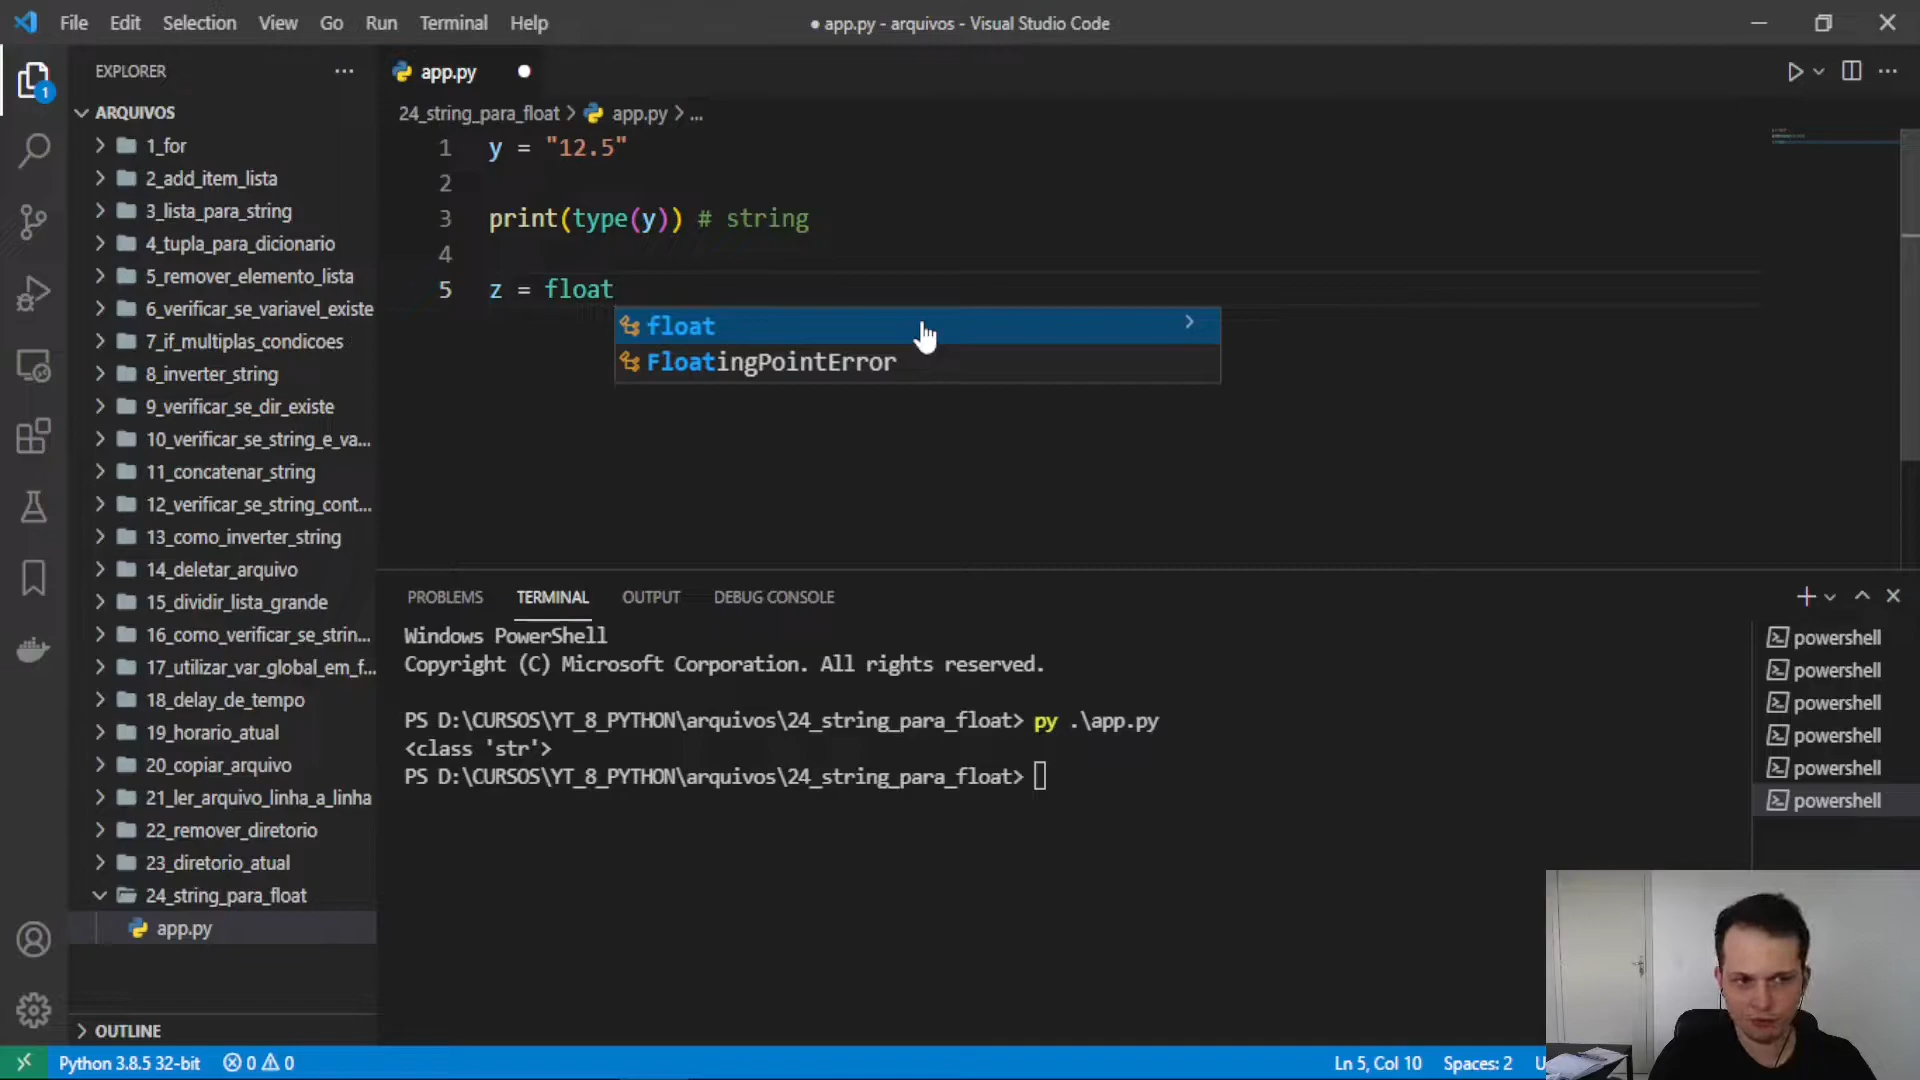 File Edit Selection View Go Run Terminal Help
● app.py - arquivos - Visual Studio Code
EXPLORER
app.py
ARQUIVOS
24_string_para_float > app.py > ...
1_for
2_add_item_lista
3_lista_para_string
4_tupla_para_dicionario
5_remover_elemento_lista
6_verificar_se_variavel_existe
7_if_multiplas_condicoes
8_inverter_string
9_verificar_se_dir_existe
10_verificar_se_string_e_va...
11_concatenar_string
12_verificar_se_string_cont...
13_como_inverter_string
14_deletar_arquivo
15_dividir_lista_grande
16_como_verificar_se_strin...
17_utilizar_var_global_em_f...
18_delay_de_tempo
19_horario_atual
20_copiar_arquivo
21_ler_arquivo_linha_a_linha
22_remover_diretorio
23_diretorio_atual
24_string_para_float
app.py
OUTLINE
1 y = "12.5"
2
3 print(type(y)) # string
4
5 z = float
float
FloatingPointError
PROBLEMS TERMINAL OUTPUT DEBUG CONSOLE
Windows PowerShell
Copyright (C) Microsoft Corporation. All rights reserved.
PS D:\CURSOS\YT_8_PYTHON\arquivos\24_string_para_float> py .\app.py
<class 'str'>
PS D:\CURSOS\YT_8_PYTHON\arquivos\24_string_para_float>
powershell
powershell
powershell
powershell
powershell
powershell
1
Python 3.8.5 32-bit 0 0
Ln 5, Col 10 Spaces: 2